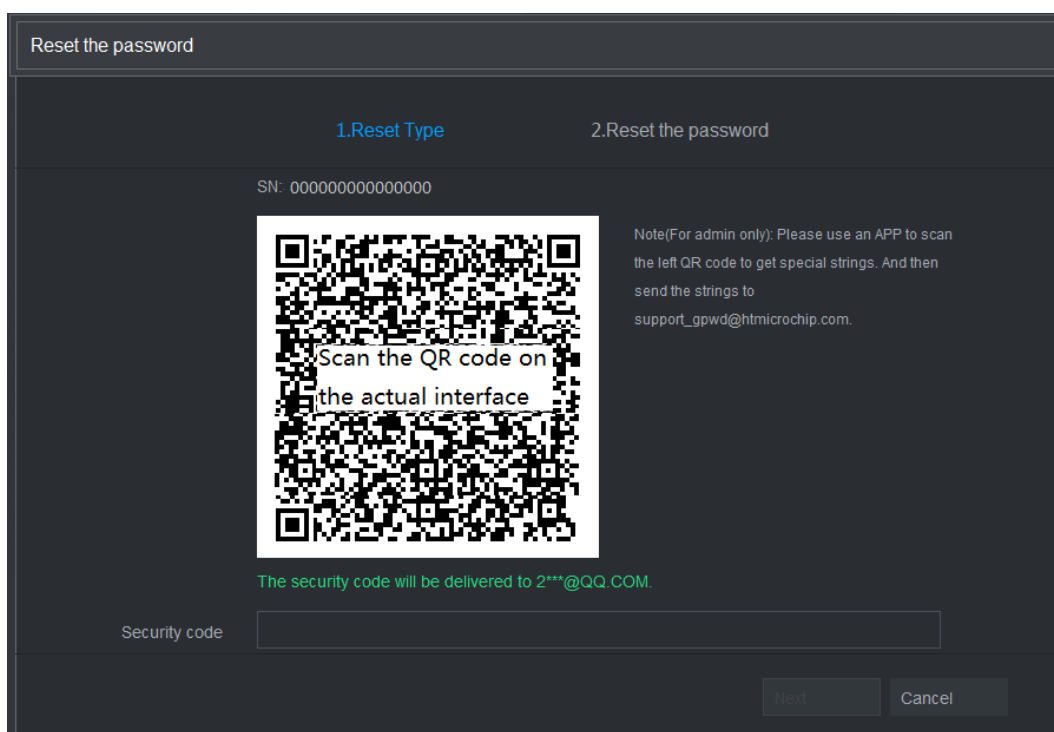 Reset the password
1.Reset Type
2.Reset the password
SN: 000000000000000
Note(For admin only): Please use an APP to scan
the left QR code to get special strings. And then
send the strings to
support_gpwd@htmicrochip.com.
Scan the QR code on
the actual interface
The security code will be delivered to 2***@QQ.COM.
Security code
Next
Cancel